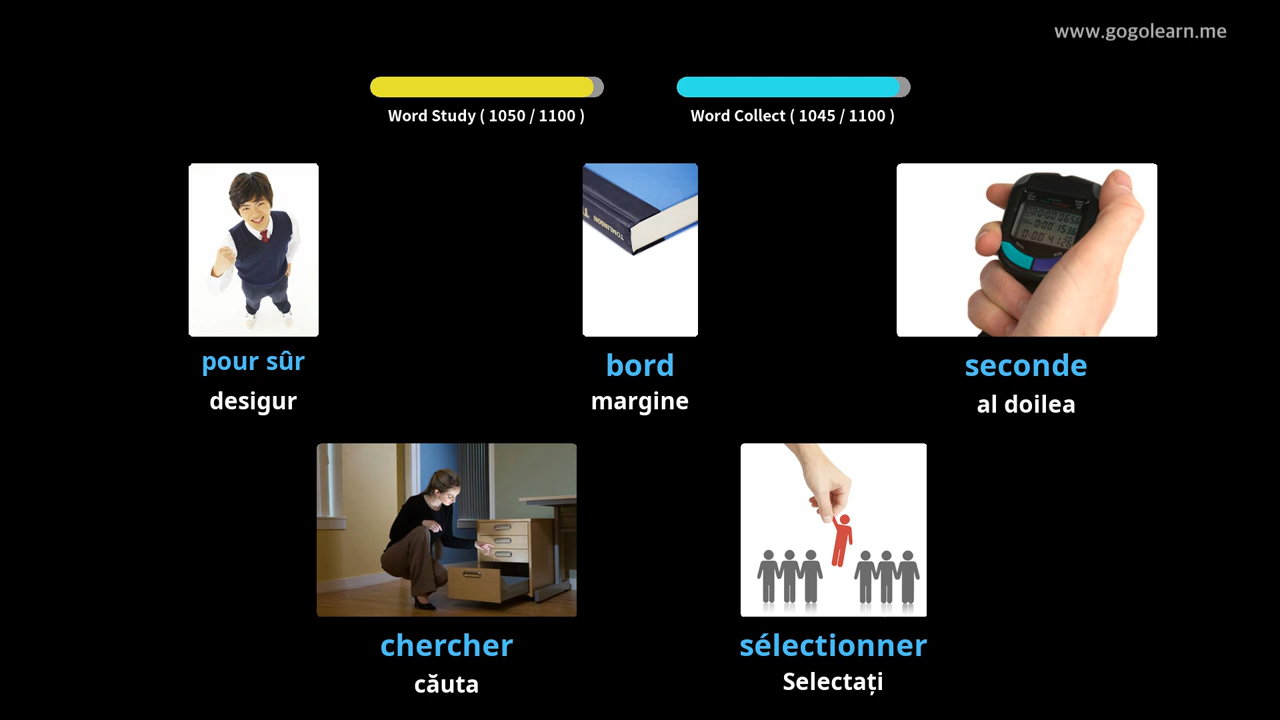 www.gogolearn.me
Word Study ( 1050 / 1100 )
Word Collect ( 1045 / 1100 )
TOMLINSON
pour sûr
desigur
bord
margine
seconde
al doilea
chercher
căuta
sélectionner
Selectați